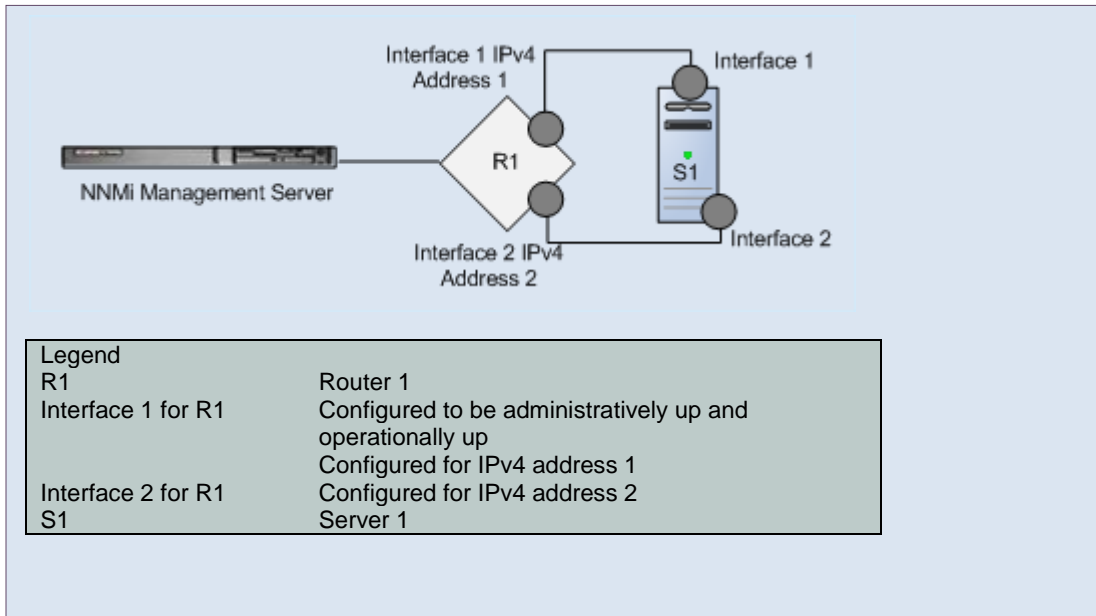 Interface 1 IPv4
Address 1
Interface 1
R1
S1
NNMi Management Server
Interface 2 IPv4
Address 2
Interface 2
Legend
R1 Router 1
Interface 1 for R1 Configured to be administratively up and
operationally up
Configured for IPv4 address 1
Interface 2 for R1 Configured for IPv4 address 2
S1 Server 1